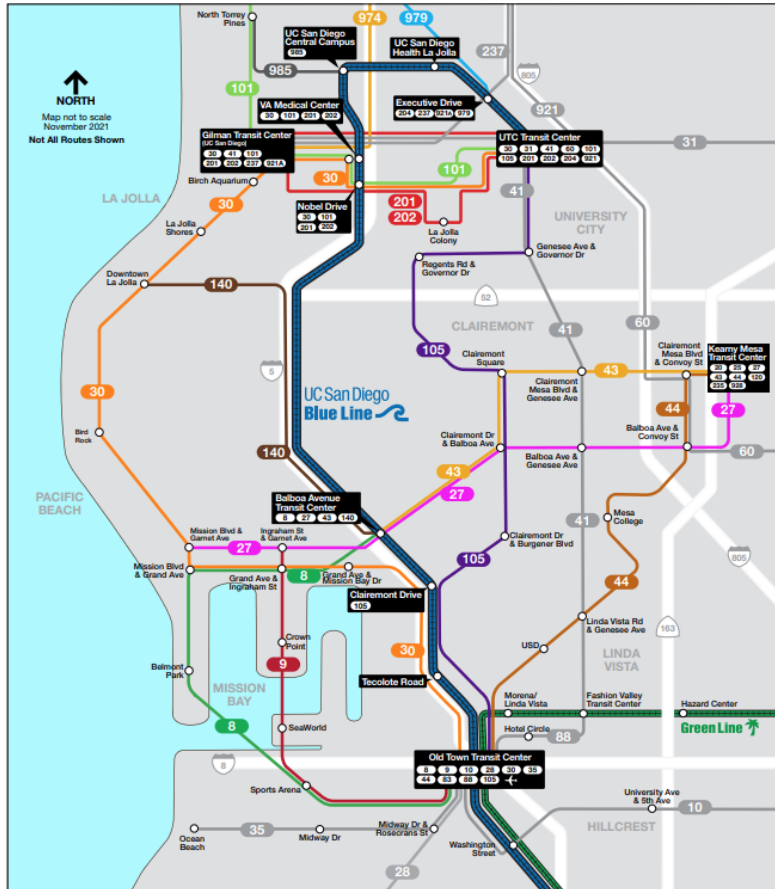 North Torrey
Pines
974
979
UC San Diego
Central Campus
985
UC San Diego
Health La Jolla
237
805
985
101
921
NORTH
Map not to scale
November 2021
Not All Routes Shown
VA Medical Center
30 101 201 202
Executive Drive
204 237 921A 979
Gilman Transit Center
(UC San Diego)
30 41 101
201 202 237 921A
UTC Transit Center
30 31 41 60 101
105 201 202 204 921
31
101
30
Birch Aquarium
41
LA JOLLA
30
Nobel Drive
30 101
201 202
201
202
La Jolla
Colony
UNIVERSITY
CITY
La Jolla
Shores
Genesee Ave &
Governor Dr
Regents Rd &
Governor Dr
Downtown
La Jolla
140
52
60
CLAIREMONT
41
105
Clairemont
Square
Clairemont
Mesa Blvd
& Convoy St
Kearny Mesa
Transit Center
20 25 27
43 44 120
235 928
5
43
30
UC San Diego
Blue Line
Clairemont
Mesa Blvd &
Genesee Ave
44
27
Bird
Rock
Clairemont Dr
& Balboa Ave
Balboa Ave &
Convoy St
140
Balboa Ave &
Genesee Ave
60
43
27
PACIFIC
BEACH
Balboa Avenue
Transit Center
8 27 43 140
41
Mesa
College
Mission Blvd &
Garnet Ave
Ingraham St
& Garnet Ave
27
Clairemont Dr
& Burgener Blvd
805
105
Mission Blvd
& Grand Ave
8
Grand Ave &
Ingraham St
Grand Ave &
Mission Bay Dr
44
Clairemont Drive
105
Linda Vista Rd
& Genesee Ave
163
Crown
Point
30
USD
LINDA
VISTA
Belmont
Park
9
MISSION
BAY
Tecolote Road
8
SeaWorld
Morena/
Linda Vista
Fashion Valley
Transit Center
Hazard Center
Hotel Circle
88
Green Line
8
Old Town Transit Center
8 9 10 28 30 35
44 83 88 105
Sports Arena
University Ave
& 5th Ave
10
35
Ocean
Beach
Midway Dr
Midway Dr &
Rosecrans St
HILLCREST
Washington
Street
28